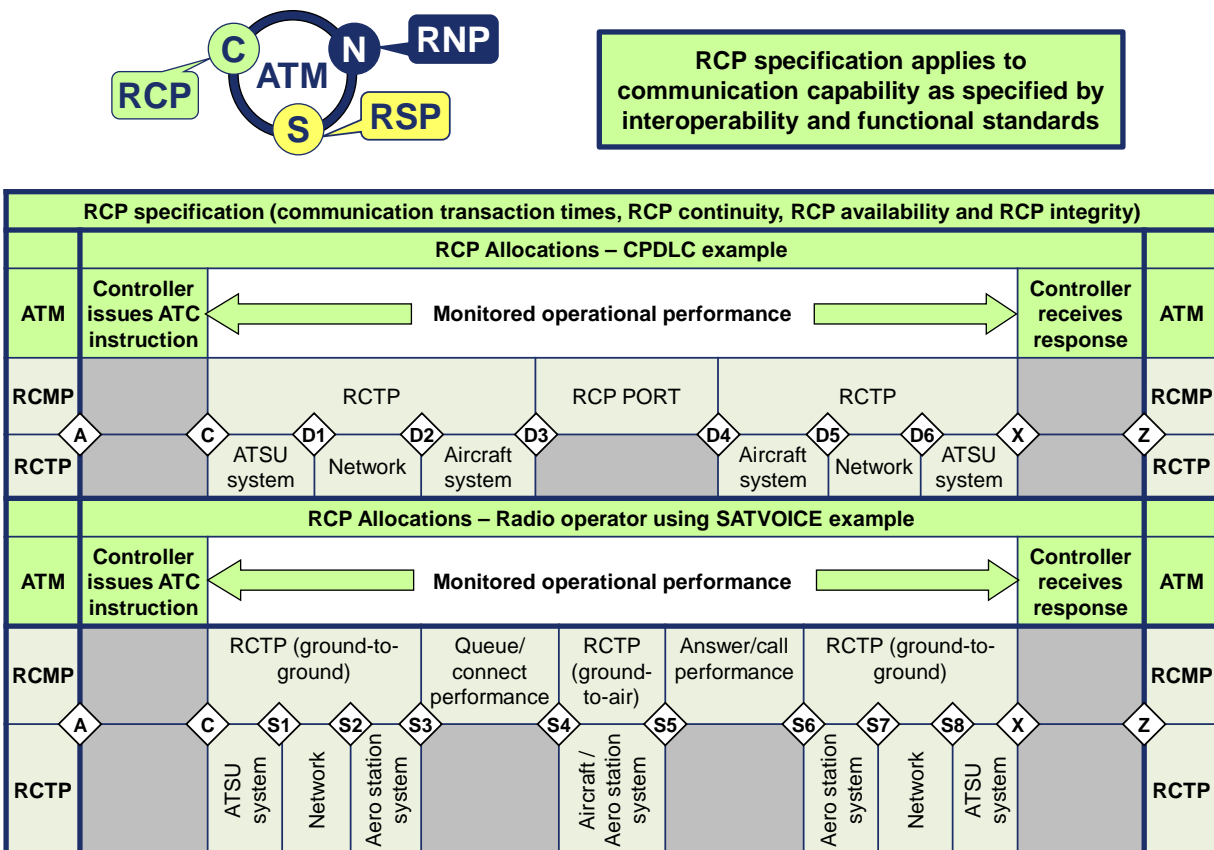 C
N
RNP
ATM
RCP
S
RSP
RCP specification applies to
communication capability as specified by
interoperability and functional standards
RCP specification (communication transaction times, RCP continuity, RCP availability and RCP integrity)
RCP Allocations – CPDLC example
ATM
Controller
issues ATC
instruction
Monitored operational performance
Controller
receives
response
ATM
RCMP
RCTP
RCP PORT
RCTP
RCMP
A
C
D1
D2
D3
D4
D5
D6
X
Z
RCTP
ATSU
system
Network
Aircraft
system
Aircraft
system
Network
ATSU
system
RCTP
RCP Allocations – Radio operator using SATVOICE example
ATM
Controller
issues ATC
instruction
Monitored operational performance
Controller
receives
response
ATM
RCMP
RCTP (ground-to-
ground)
Queue/
connect
performance
RCTP
(ground-
to-air)
Answer/call
performance
RCTP (ground-to-
ground)
RCMP
A
C
S1
S2
S3
S4
S5
S6
S7
S8
X
Z
RCTP
ATSU
system
Network
Aero station
system
Aircraft /
Aero station
system
Aero station
system
Network
ATSU
system
RCTP